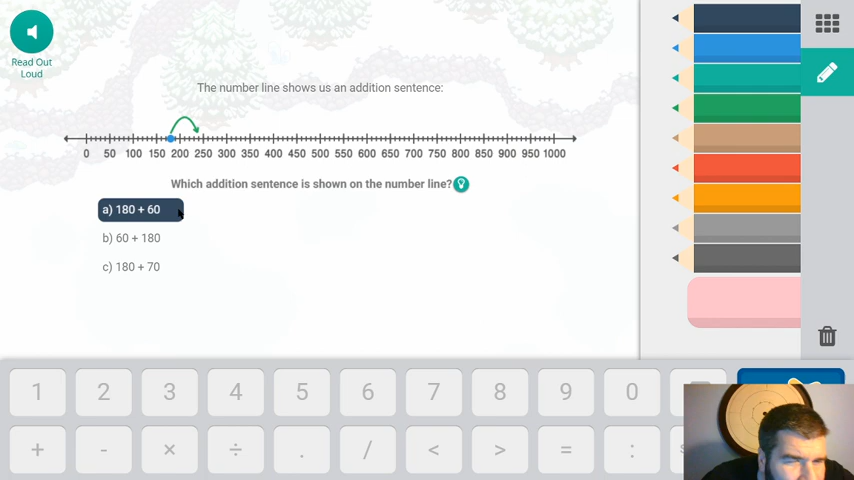 Read Out
Loud
The number line shows us an addition sentence:
0 50 100 150 200 250 300 350 400 450 500 550 600 650 700 750 800 850 900 950 1000
Which addition sentence is shown on the number line?
a) 180 + 60
b) 60 + 180
c) 180 + 70
1 2 3 4 5 6 7 8 9 0
+ - × ÷ . / < > = :